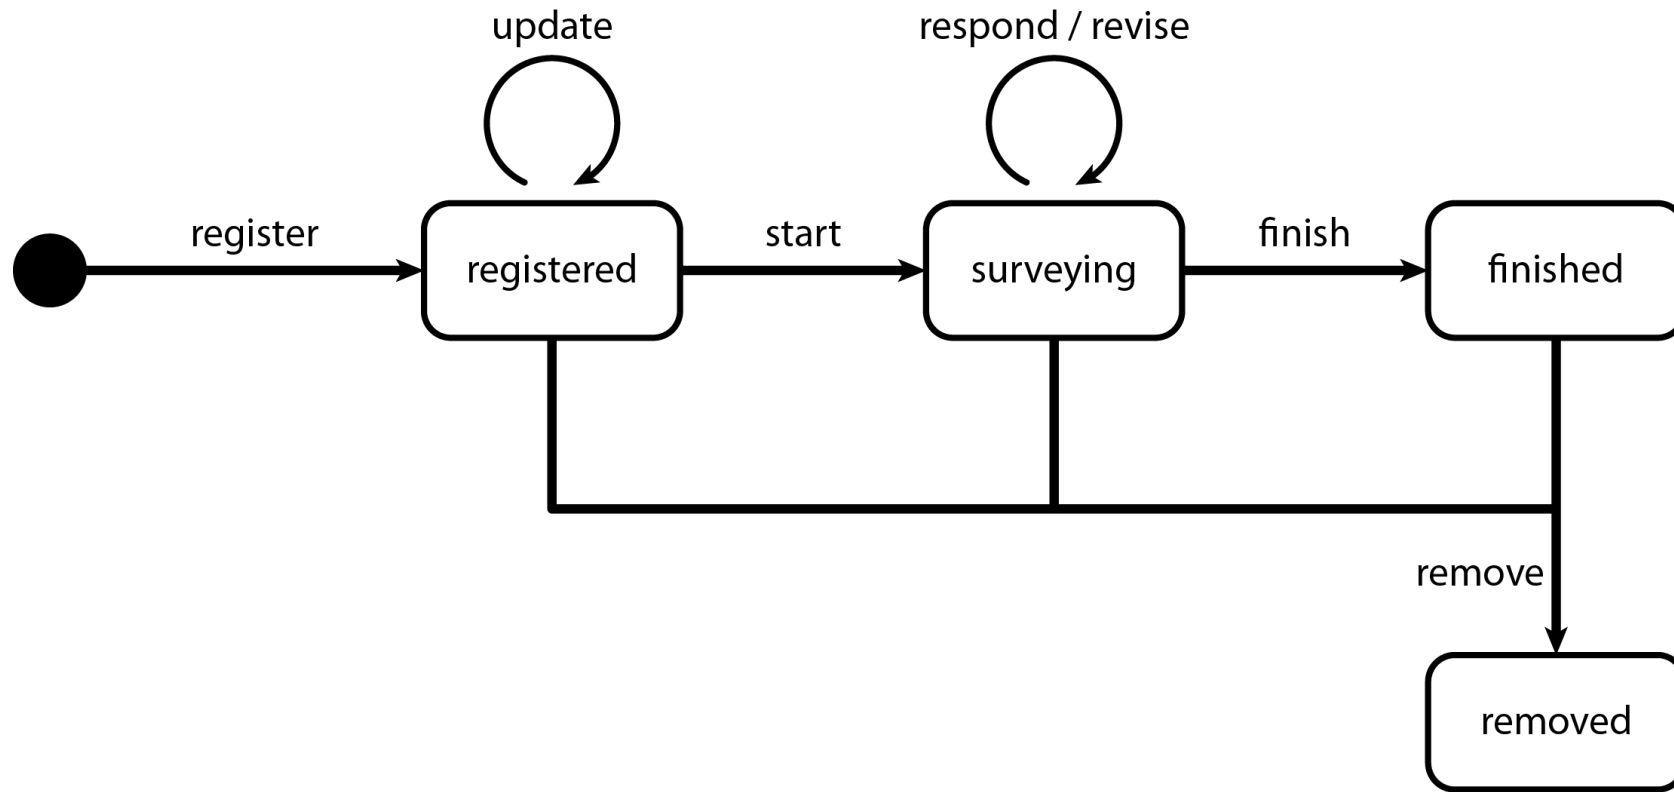 update
respond / revise
register
start
finish
registered
surveying
finished
remove
removed